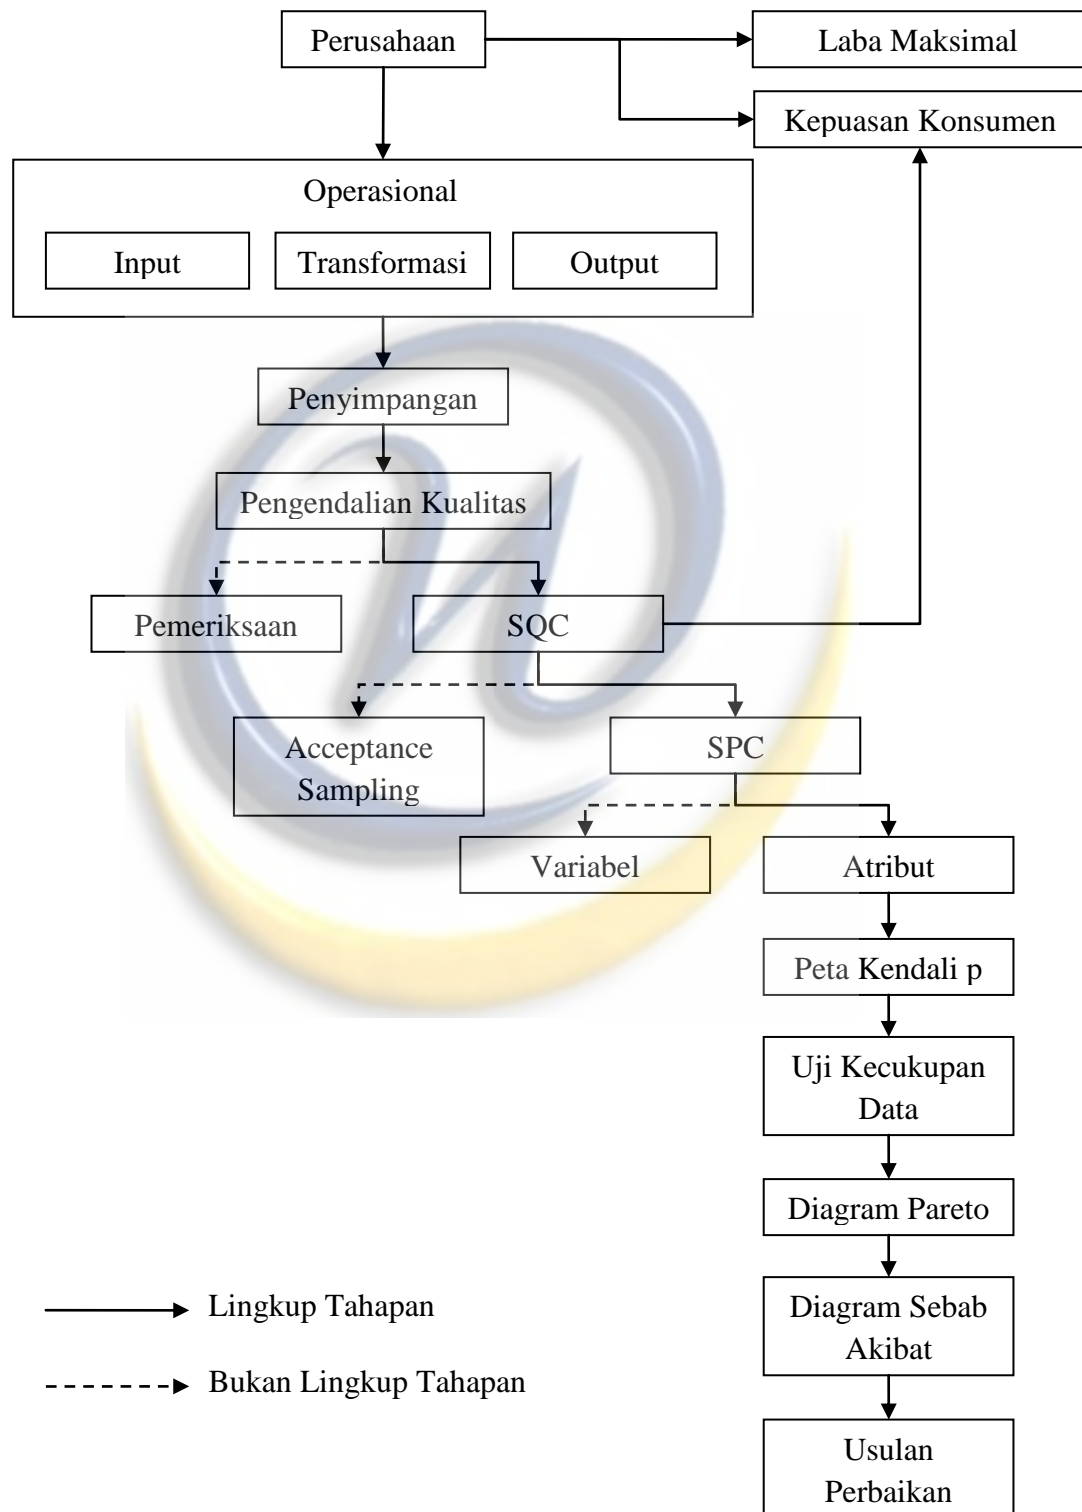 Perusahaan
Laba Maksimal
Kepuasan Konsumen
Operasional
Input
Transformasi
Output
Penyimpangan
Pengendalian Kualitas
Pemeriksaan
SQC
Acceptance
Sampling
SPC
Variabel
Atribut
Peta Kendali p
Uji Kecukupan
Data
Diagram Pareto
Diagram Sebab
Akibat
Usulan
Perbaikan
Lingkup Tahapan
Bukan Lingkup Tahapan